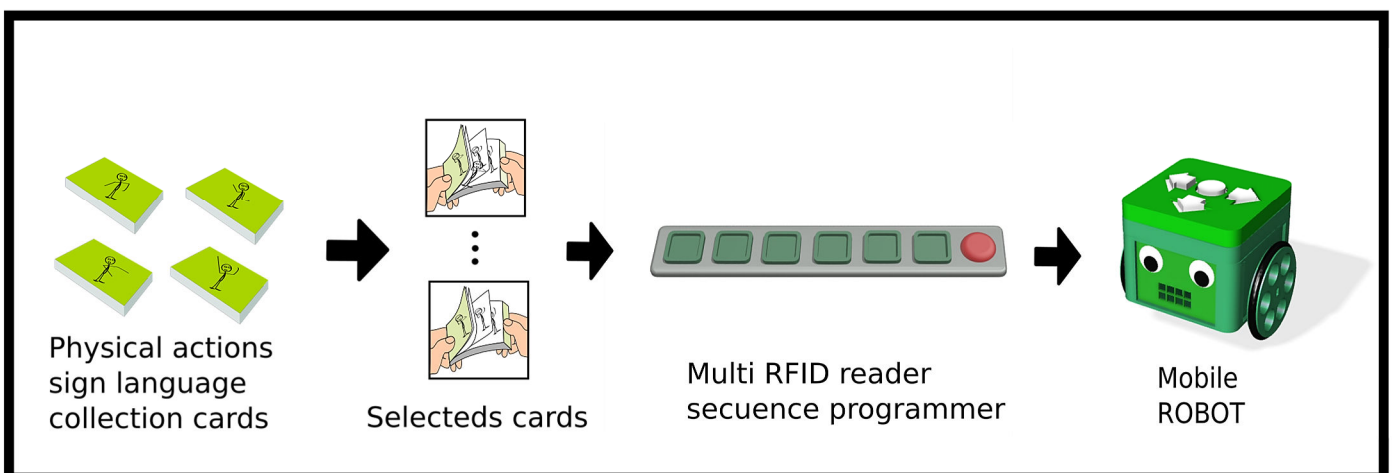 Physical actions
sign language
collection cards
Selecteds cards
Multi RFID reader
secuence programmer
Mobile
ROBOT